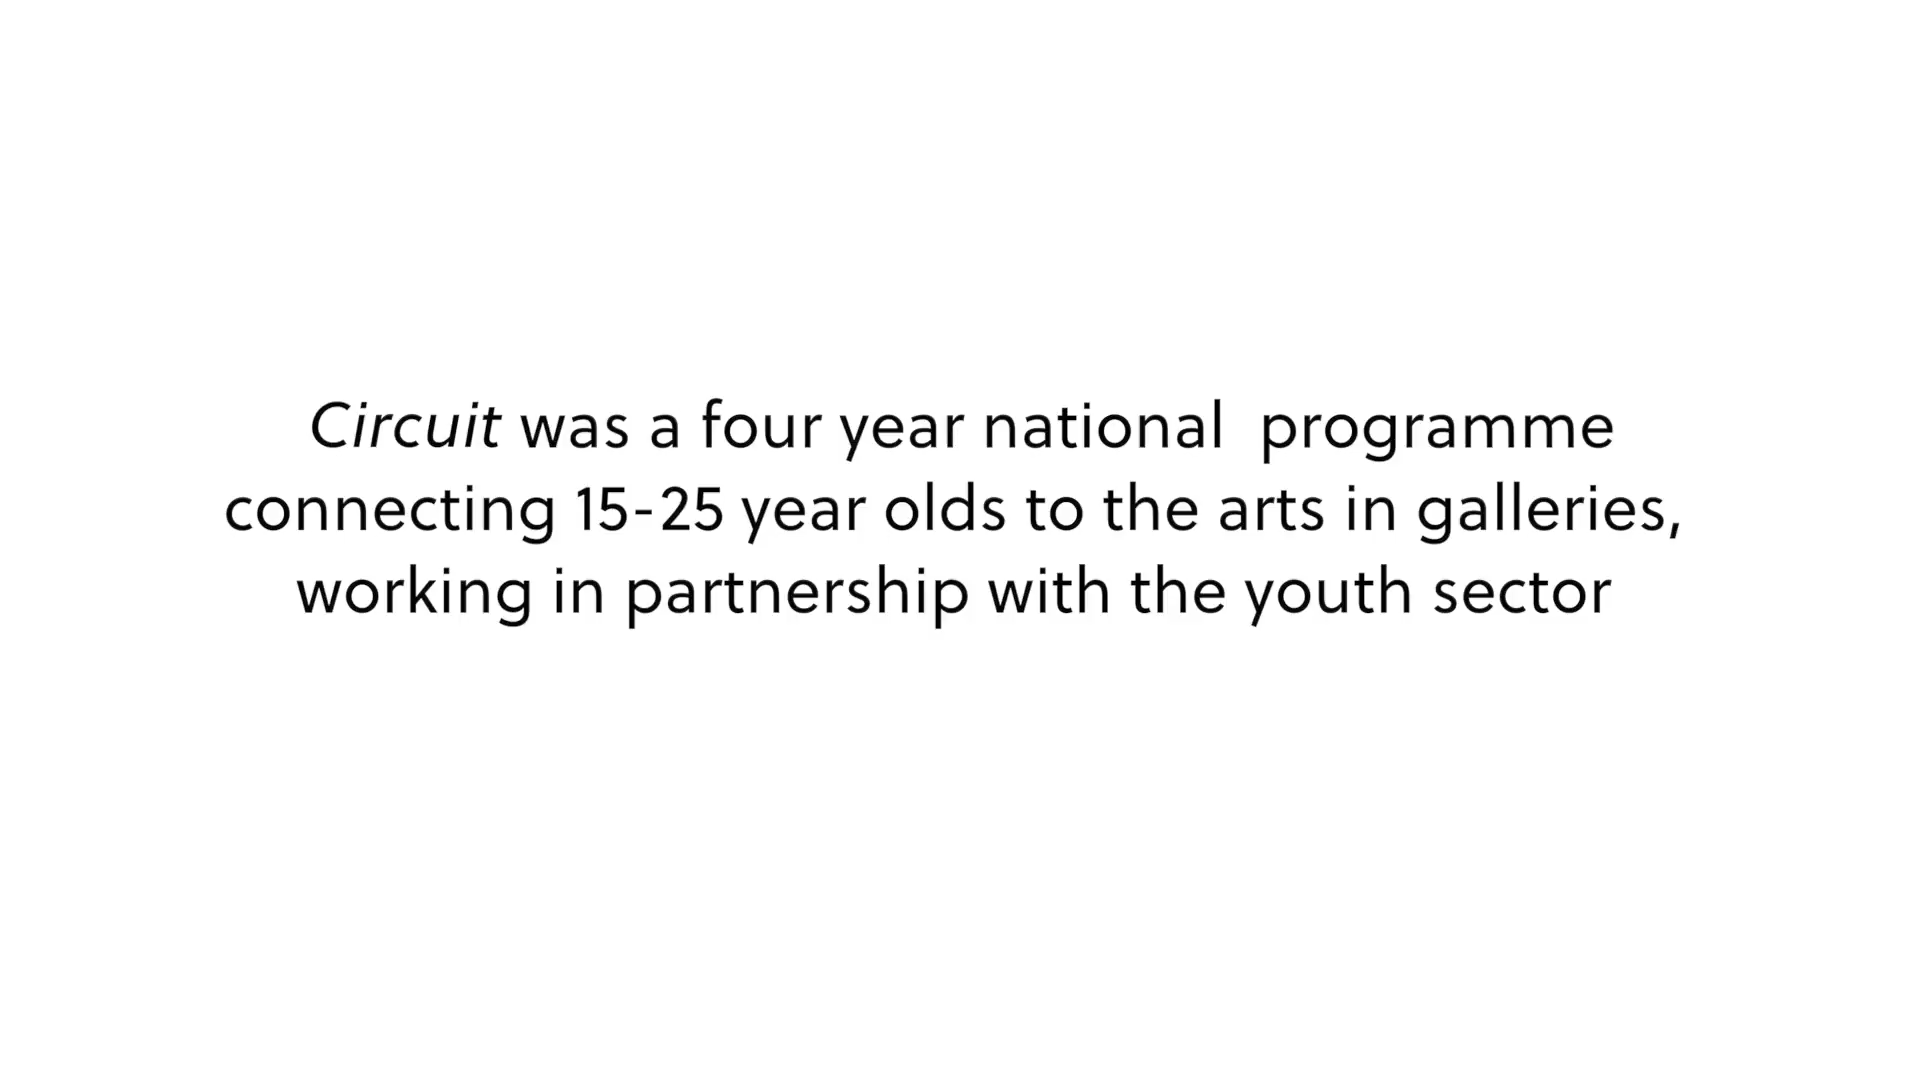 Circuit was a four year national  programme
connecting 15-25 year olds to the arts in galleries,
working in partnership with the youth sector